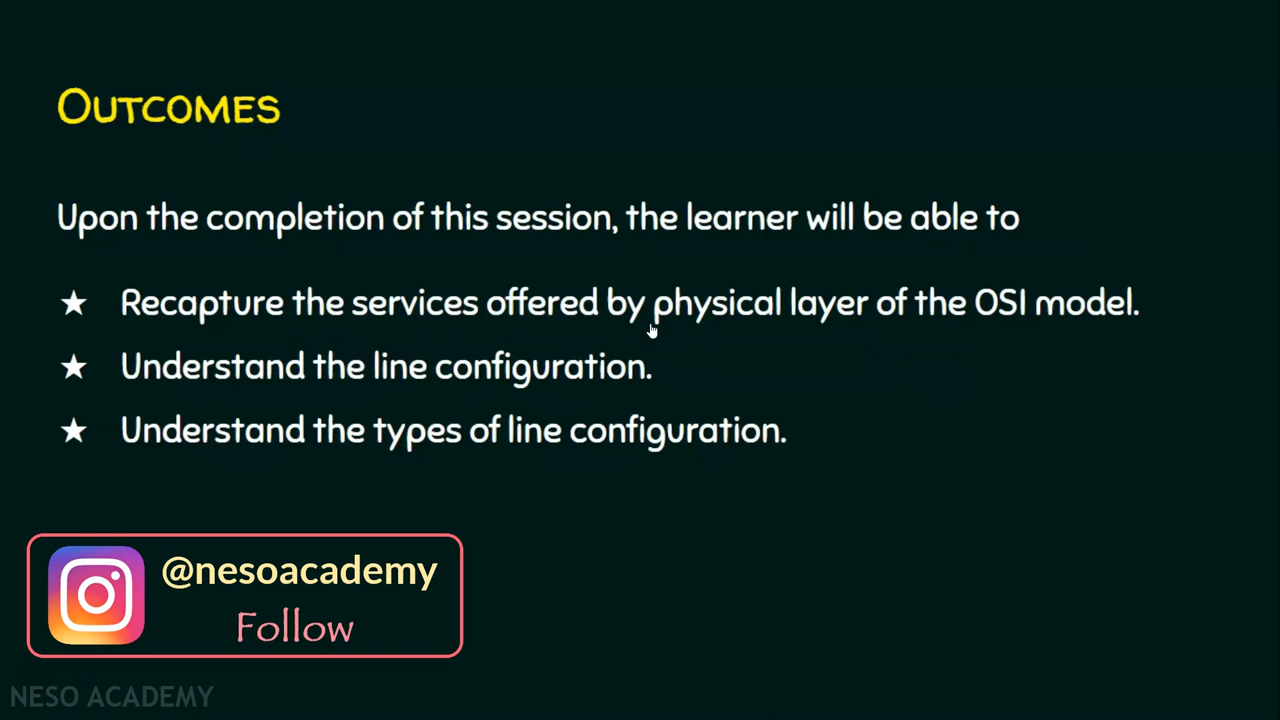 OUTCOMES
Upon the completion of this session, the learner will be able to
★ Recapture the services offered by physical layer of the OSI model.
★ Understand the line configuration.
★ Understand the types of line configuration.
@nesoacademy
Follow
NESO ACADEMY